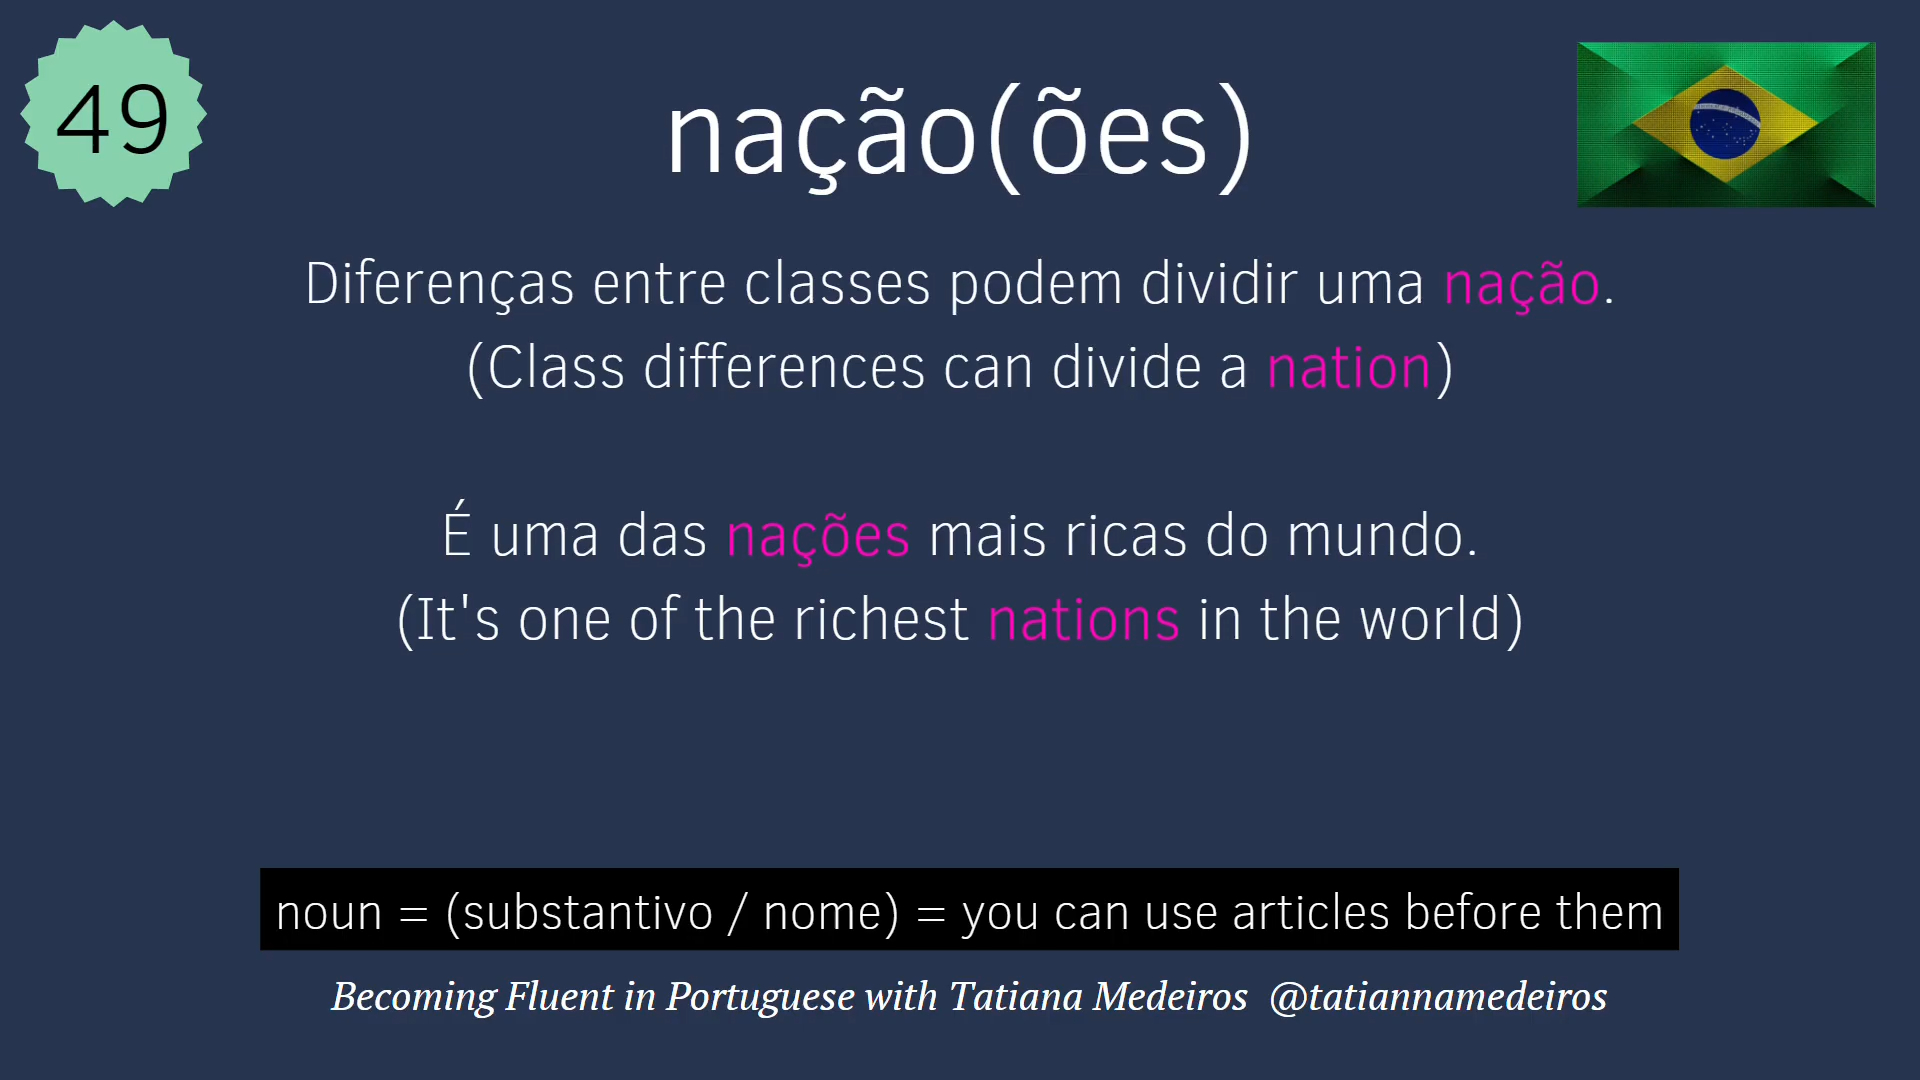 49
nação(ões)
Diferenças entre classes podem dividir uma nação.
(Class differences can divide a nation)
É uma das nações mais ricas do mundo.
(It's one of the richest nations in the world)
noun = (substantivo / nome) = you can use articles before them
Becoming Fluent in Portuguese with Tatiana Medeiros @tatiannamedeiros